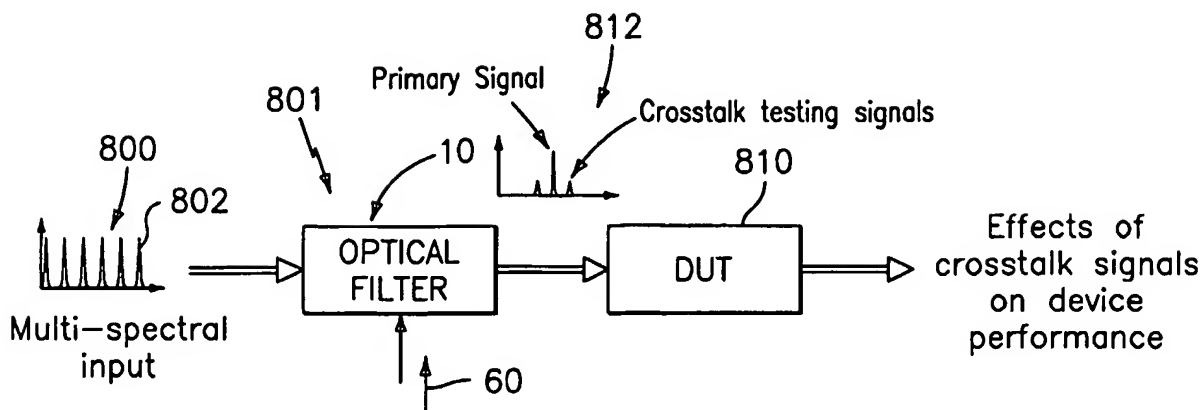 812
Primary Signal
801
Crosstalk testing signals
800
10
810
802
OPTICAL
FILTER
DUT
Effects of
crosstalk signals
on device
performance
Multi-spectral
input
60